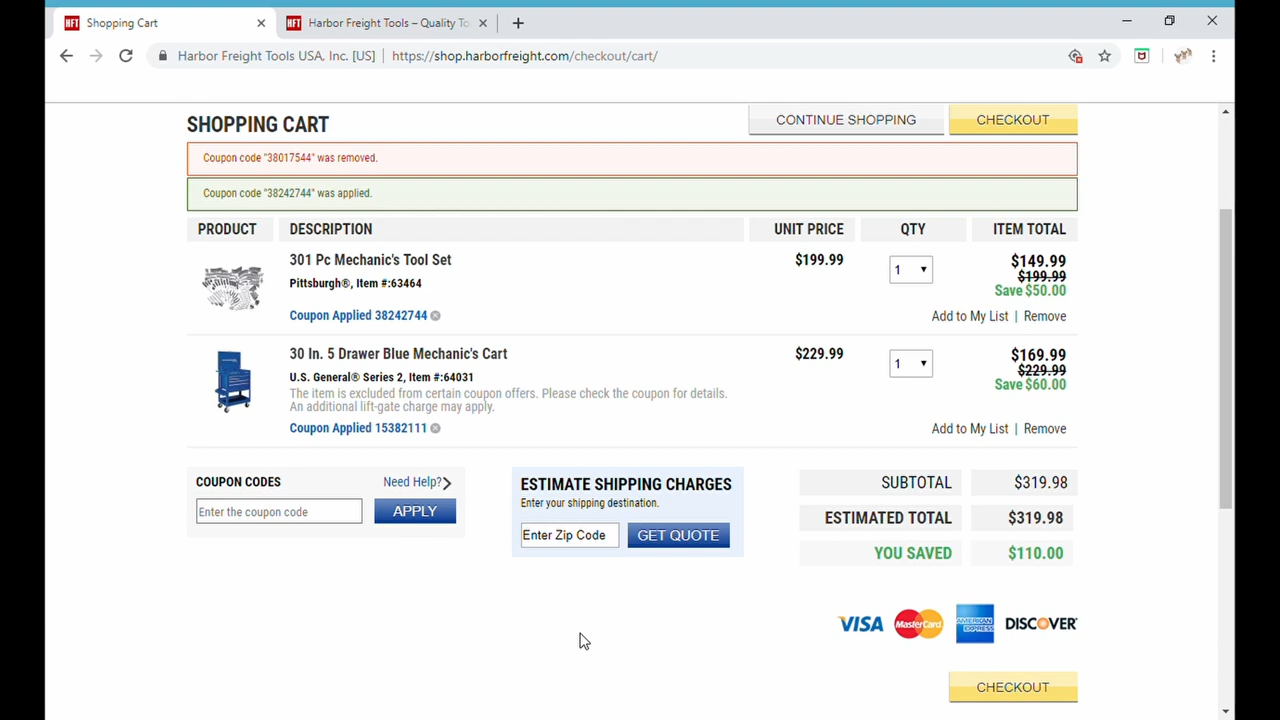 HFT Shopping Cart
HFT Harbor Freight Tools – Quality To
Harbor Freight Tools USA, Inc. [US] | https://shop.harborfreight.com/checkout/cart/
SHOPPING CART
CONTINUE SHOPPING
CHECKOUT
Coupon code "38017544" was removed.
Coupon code "38242744" was applied.
PRODUCT DESCRIPTION UNIT PRICE QTY ITEM TOTAL
301 Pc Mechanic's Tool Set
Pittsburgh®, Item #:63464
Coupon Applied 38242744
$199.99
1
$149.99
$199.99
Save $50.00
Add to My List | Remove
30 In. 5 Drawer Blue Mechanic's Cart
U.S. General® Series 2, Item #:64031
The item is excluded from certain coupon offers. Please check the coupon for details.
An additional lift-gate charge may apply.
Coupon Applied 15382111
$229.99
1
$169.99
$229.99
Save $60.00
Add to My List | Remove
COUPON CODES Need Help?
Enter the coupon code APPLY
ESTIMATE SHIPPING CHARGES
Enter your shipping destination.
Enter Zip Code GET QUOTE
SUBTOTAL $319.98
ESTIMATED TOTAL $319.98
YOU SAVED $110.00
VISA MasterCard AMERICAN EXPRESS DISCOVER
CHECKOUT